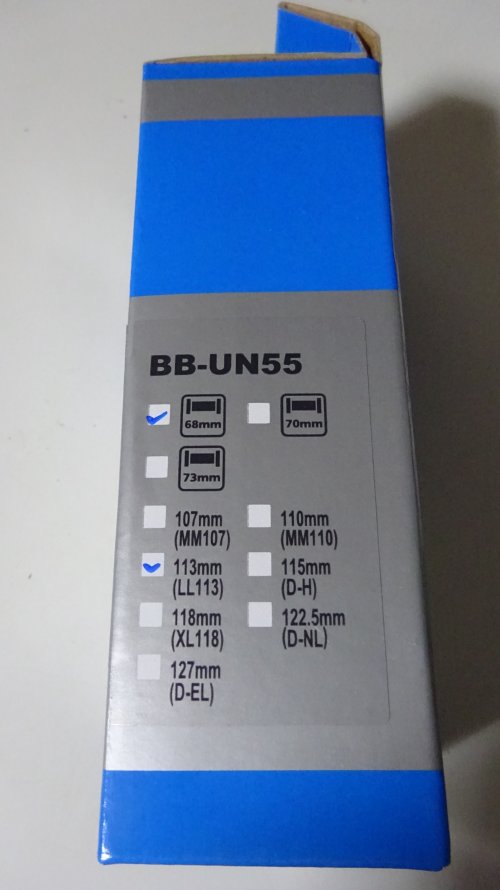 BB-UN55
68mm 70mm
73mm
107mm 110mm
(MM107) (MM110)
113mm 115mm
(LL113) (D-H)
118mm 122.5mm
(XL118) (D-NL)
127mm
(D-EL)